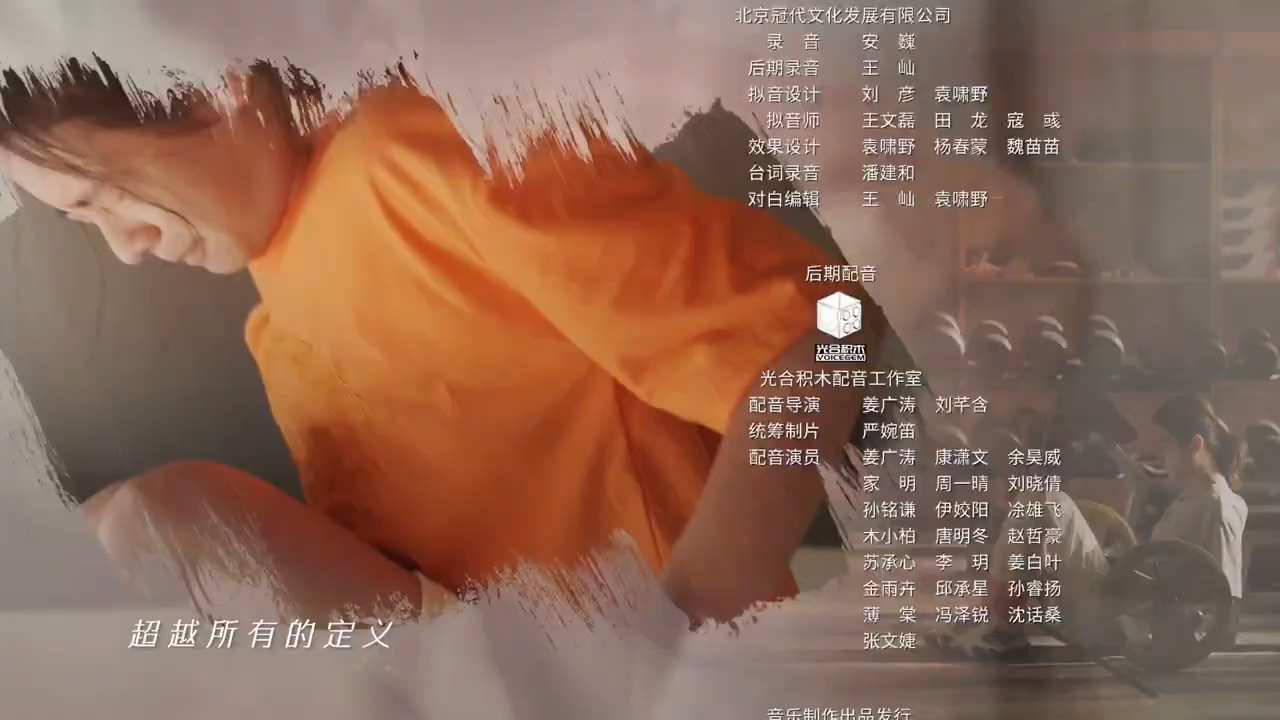 北京冠代文化发展有限公司
录 音 安 巍
后期录音 王 屾
拟音设计 刘 彦 袁啸野
拟音师 王文磊 田 龙 寇 彧
效果设计 袁啸野 杨春蒙 魏苗苗
台词录音 潘建和
对白编辑 王 屾 袁啸野
后期配音
光合积木
VOICEGEM
光合积木配音工作室
配音导演 姜广涛 刘芊含
统筹制片 严婉笛
配音演员 姜广涛 康潇文 余昊威
家 明 周一晴 刘晓倩
孙铭谦 伊姣阳 凃雄飞
木小柏 唐明冬 赵哲豪
苏承心 李 玥 姜白叶
金雨卉 邱承星 孙睿扬
薄 棠 冯泽锐 沈话桑
张文婕
超越所有的定义
音乐制作出品发行